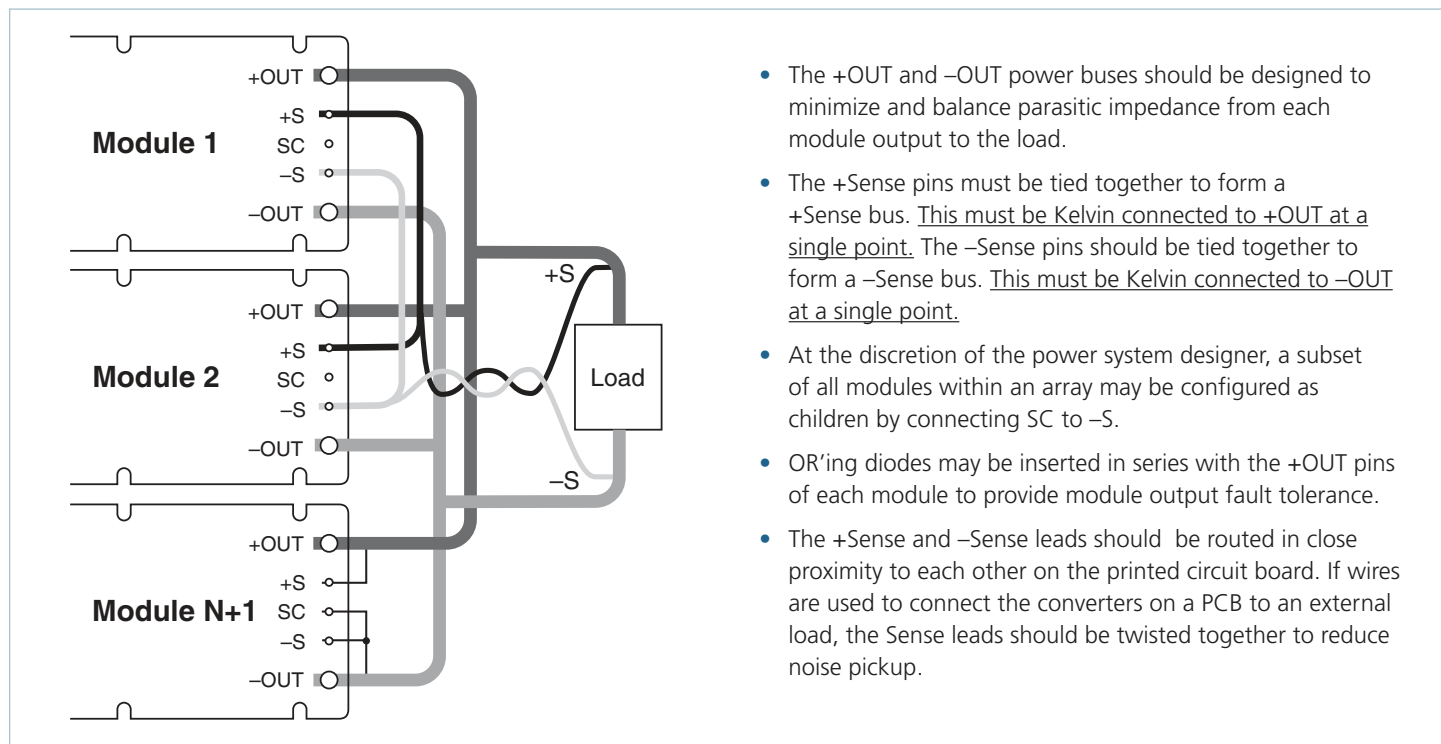 +OUT
+S
Module 1
SC
–S
–OUT
+OUT
+S
Module 2
SC
–S
–OUT
+OUT
+S
Module N+1
SC
–S
–OUT
+S
Load
–S
• The +OUT and –OUT power buses should be designed to
minimize and balance parasitic impedance from each
module output to the load.
• The +Sense pins must be tied together to form a
+Sense bus. This must be Kelvin connected to +OUT at a
single point. The –Sense pins should be tied together to
form a –Sense bus. This must be Kelvin connected to –OUT
at a single point.
• At the discretion of the power system designer, a subset
of all modules within an array may be configured as
children by connecting SC to –S.
• OR’ing diodes may be inserted in series with the +OUT pins
of each module to provide module output fault tolerance.
• The +Sense and –Sense leads should be routed in close
proximity to each other on the printed circuit board. If wires
are used to connect the converters on a PCB to an external
load, the Sense leads should be twisted together to reduce
noise pickup.